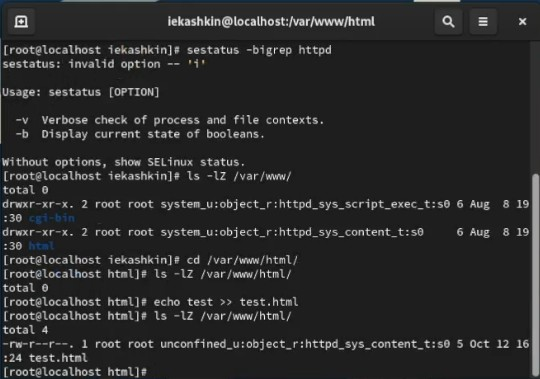 iekashkin@localhost:/var/www/html
[root@localhost iekashkin]# sestatus -bigrep httpd
sestatus: invalid option -- 'i'
Usage: sestatus [OPTION]
-v  Verbose check of process and file contexts.
-b  Display current state of booleans.
Without options, show SELinux status.
[root@localhost iekashkin]# ls -lZ /var/www/
total 0
drwxr-xr-x. 2 root root system_u:object_r:httpd_sys_script_exec_t:s0 6 Aug  8 19
:30 cgi-bin
drwxr-xr-x. 2 root root system_u:object_r:httpd_sys_content_t:s0     6 Aug  8 19
:30 html
[root@localhost iekashkin]# cd /var/www/html/
[root@localhost html]# ls -lZ /var/www/html/
total 0
[root@localhost html]# echo test >> test.html
[root@localhost html]# ls -lZ /var/www/html/
total 4
-rw-r--r--. 1 root root unconfined_u:object_r:httpd_sys_content_t:s0 5 Oct 12 16
:24 test.html
[root@localhost html]#